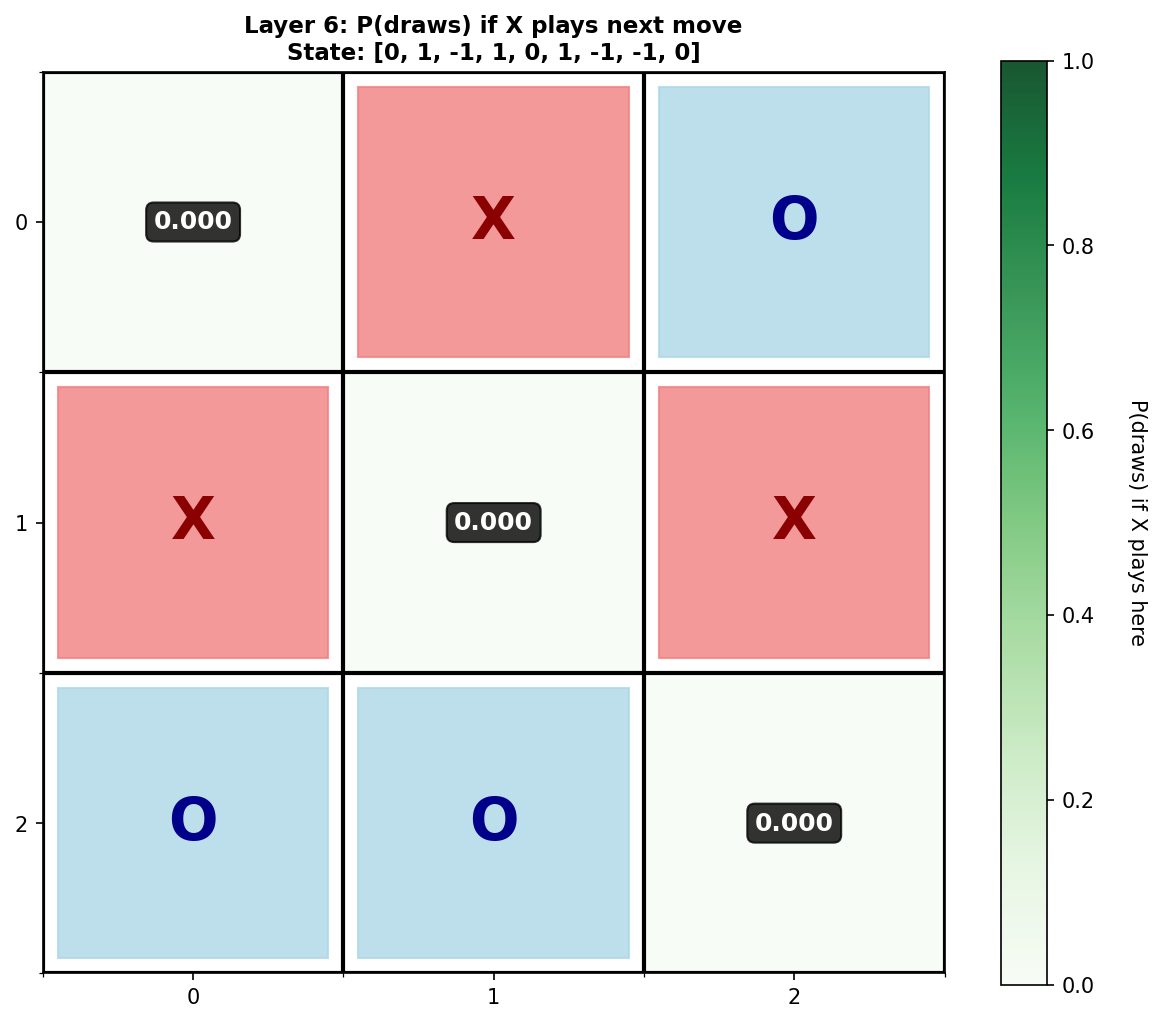 Layer 6: P(draws) if X plays next move
State: [0, 1, -1, 1, 0, 1, -1, -1, 0]
0
0.000
X
O
1
X
0.000
X
2
O
O
0.000
0
1
2
1.0
0.8
0.6
0.4
0.2
0.0
P(draws) if X plays here